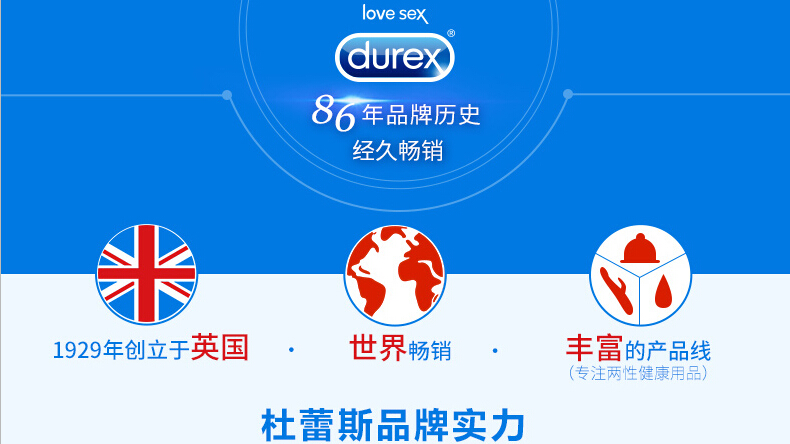 love sex
durex®
86年品牌历史
经久畅销
1929年创立于英国 · 世界畅销 · 丰富的产品线
（专注两性健康用品）
杜蕾斯品牌实力